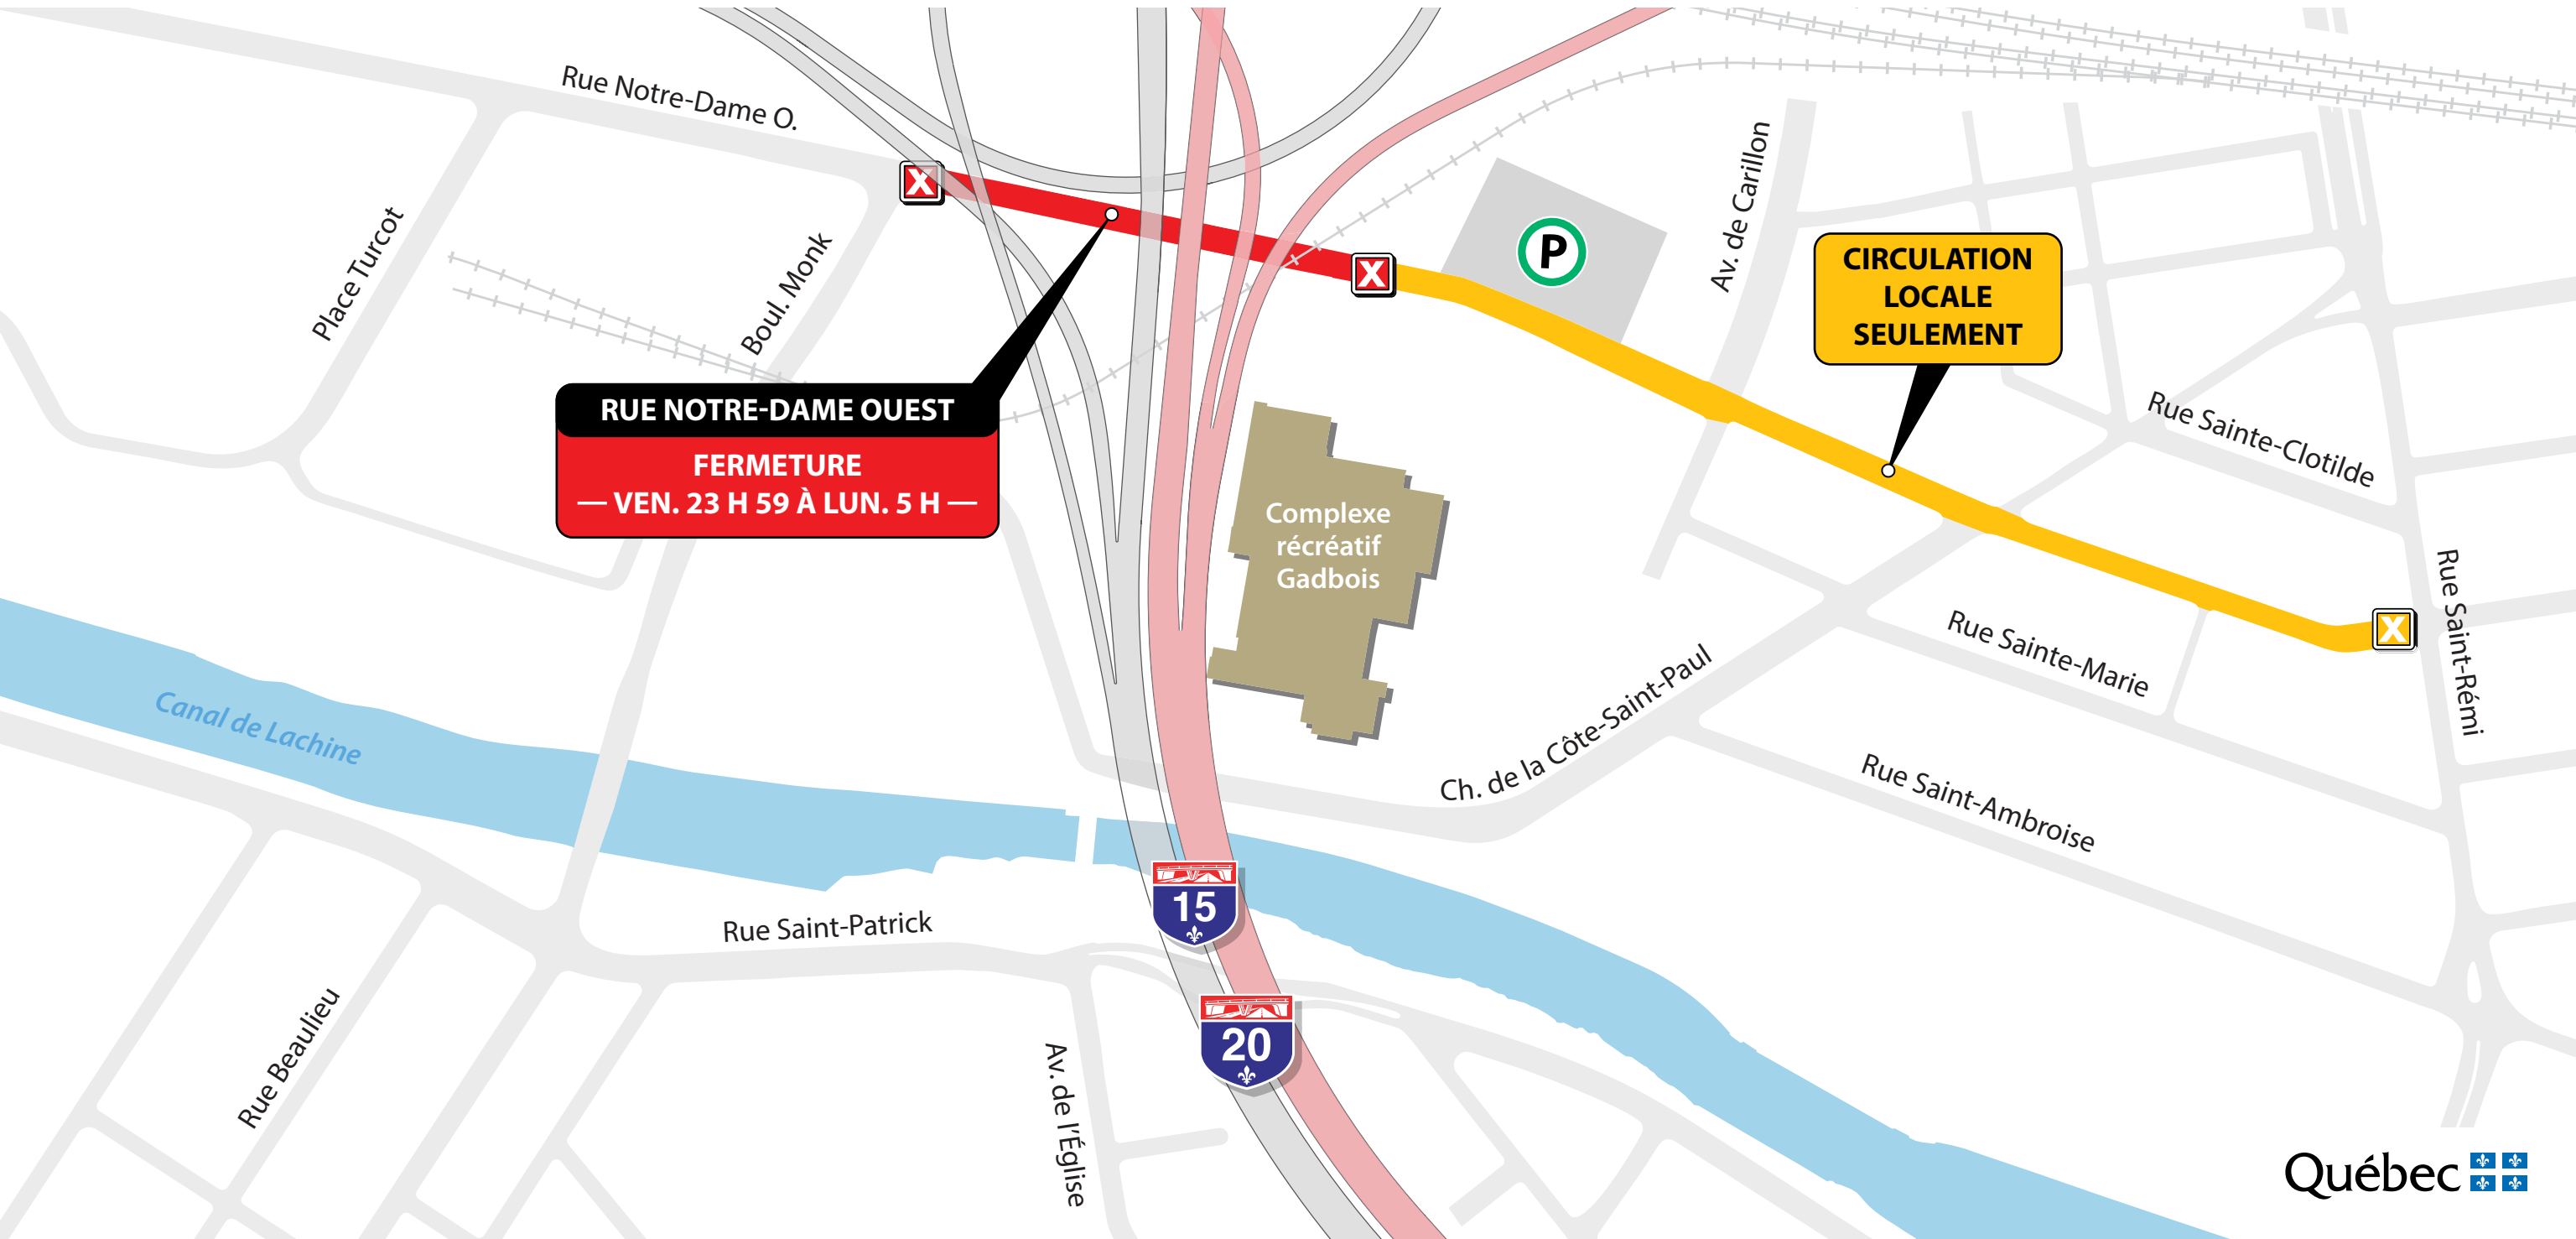 Rue Notre-Dame O.
Place Turcot
Boul. Monk
X
X
P
Av. de Carillon
CIRCULATION
LOCALE
SEULEMENT
RUE NOTRE-DAME OUEST
FERMETURE
— VEN. 23 H 59 À LUN. 5 H —
Rue Sainte-Clotilde
Complexe
récréatif
Gadbois
X
Rue Saint-Rémi
Rue Sainte-Marie
Ch. de la Côte-Saint-Paul
Canal de Lachine
Rue Saint-Ambroise
15
Rue Saint-Patrick
20
Rue Beaulieu
Av. de l'Église
Québec